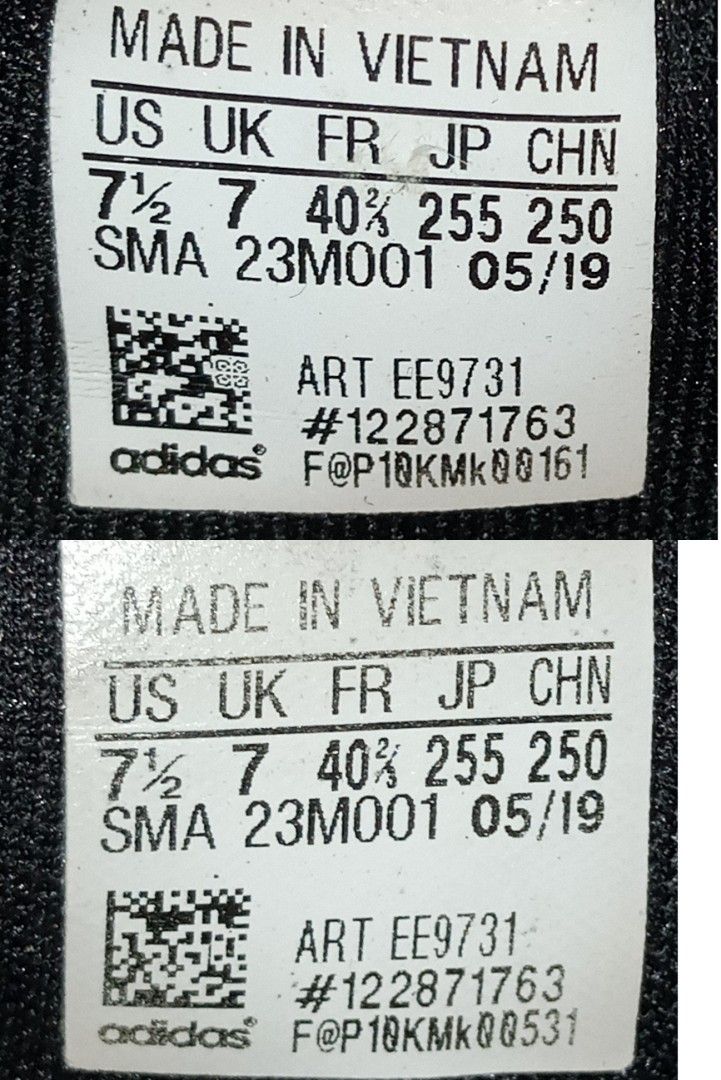 MADE IN VIETNAM
US UK FR JP CHN
7½ 7 40⅔ 255 250
SMA 23M001 05/19
ART EE9731
#122871763
adidas® F@P10KMk00161
MADE IN VIETNAM
US UK FR JP CHN
7½ 7 40⅔ 255 250
SMA 23M001 05/19
ART EE9731
#122871763
adidas® F@P10KMk00531